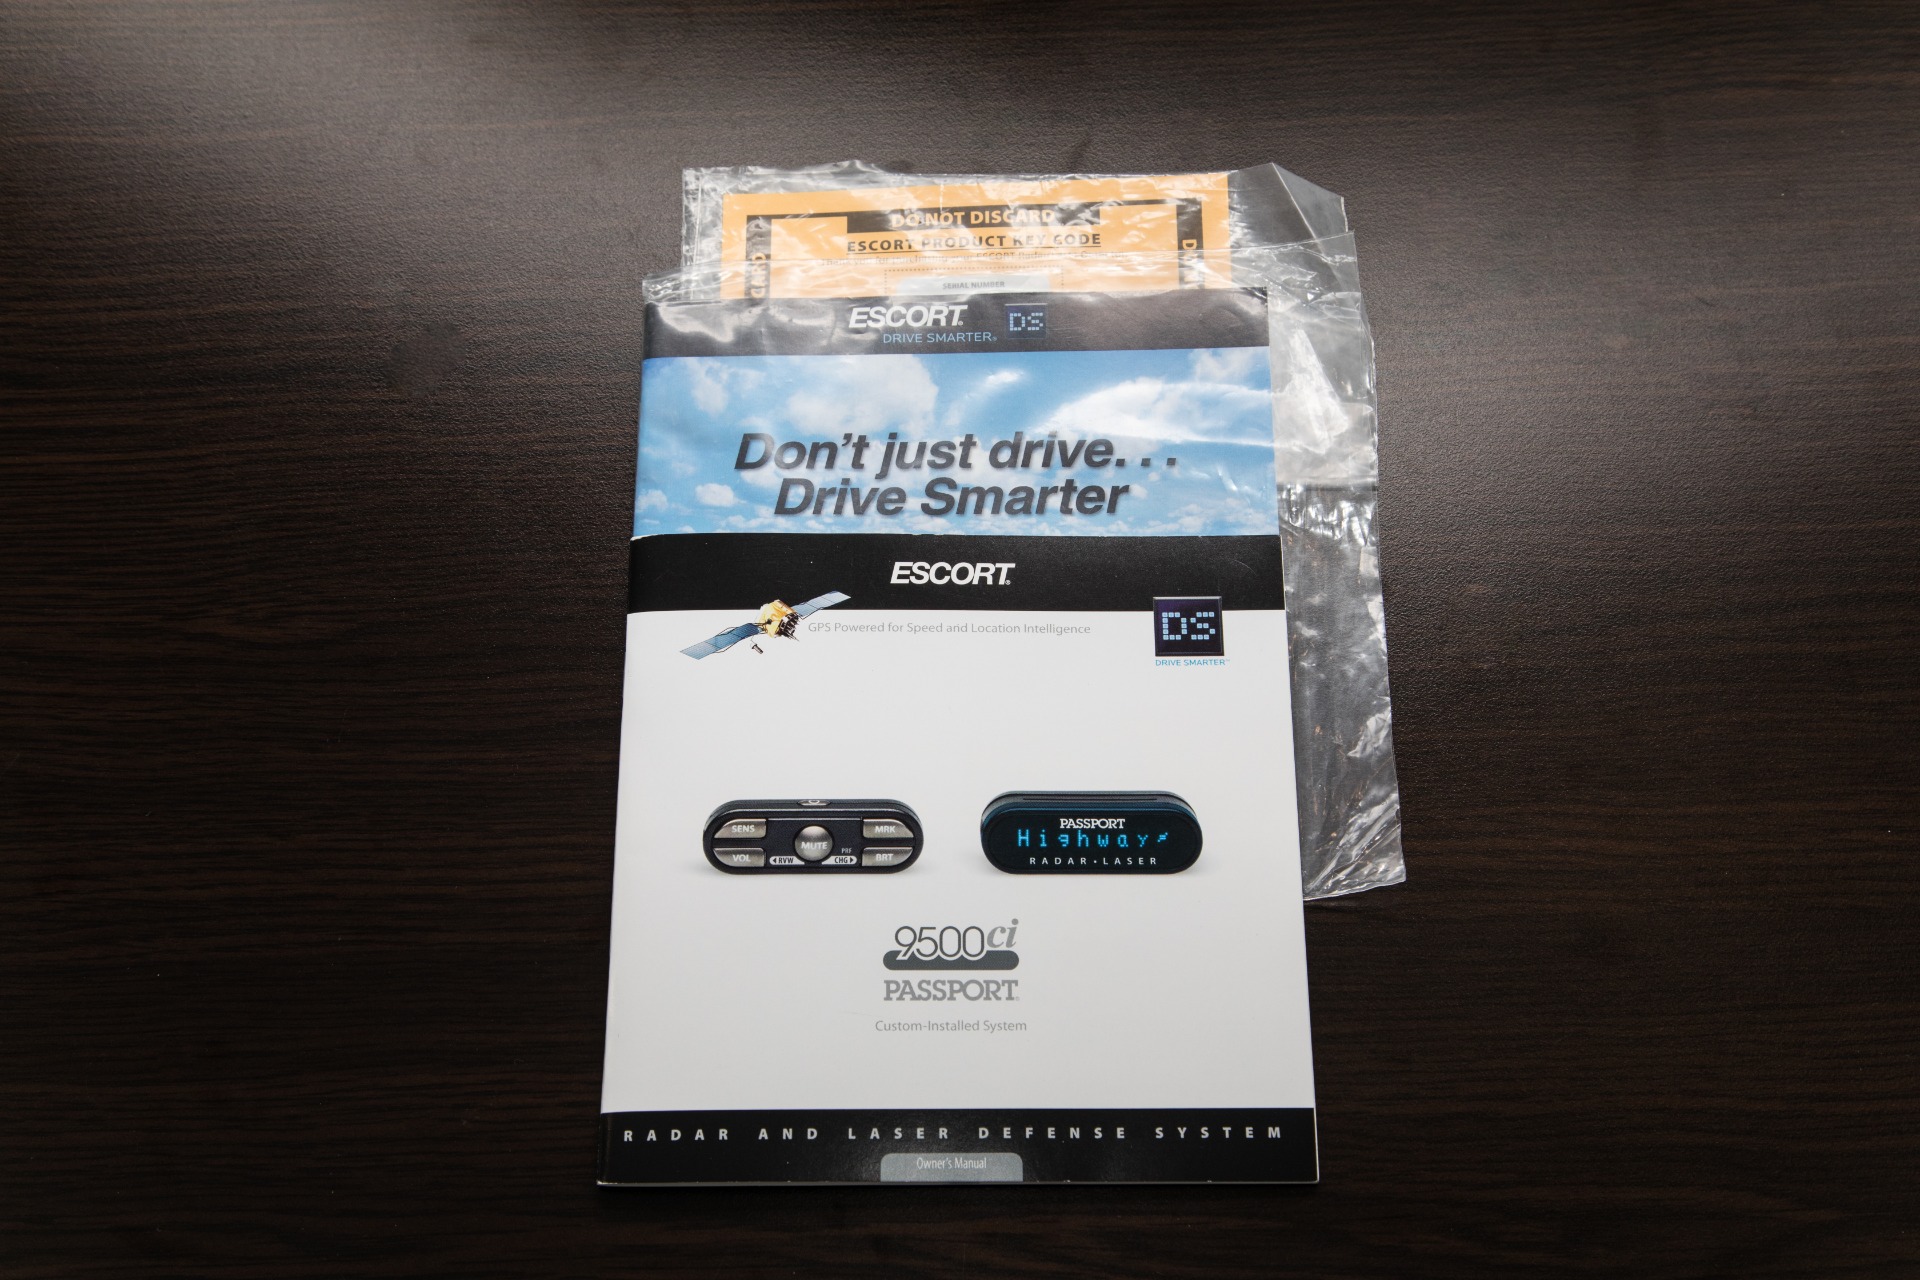 DO NOT DISCARD
ESCORT PRODUCT KEY CODE
SERIAL NUMBER
ESCORT® DS
DRIVE SMARTER®
Don't just drive...
Drive Smarter
ESCORT®
GPS Powered for Speed and Location Intelligence
DS
DRIVE SMARTER™
SENS MRK
MUTE
VOL RVW PRF CHG BRT
PASSPORT
Highway
RADAR • LASER
9500ci
PASSPORT®
Custom-Installed System
RADAR AND LASER DEFENSE SYSTEM
Owner's Manual